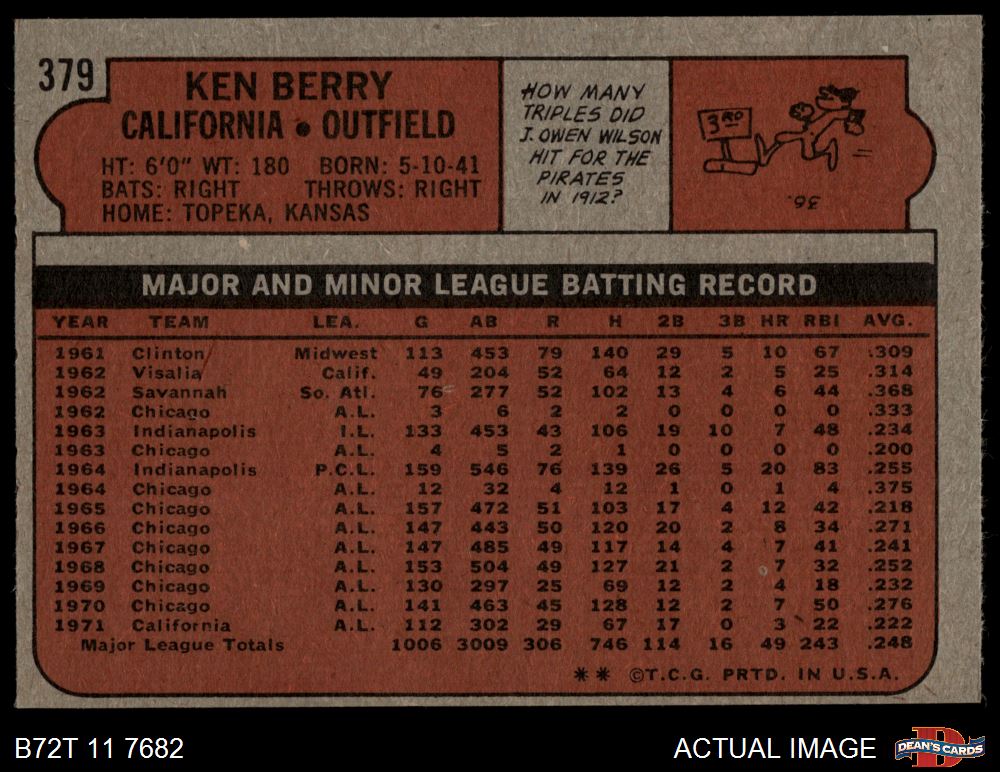 379
KEN BERRY
CALIFORNIA • OUTFIELD
HT: 6'0" WT: 180 BORN: 5-10-41
BATS: RIGHT THROWS: RIGHT
HOME: TOPEKA, KANSAS
HOW MANY
TRIPLES DID
J. OWEN WILSON
HIT FOR THE
PIRATES
IN 1912?
3RD
36.
MAJOR AND MINOR LEAGUE BATTING RECORD
YEAR TEAM LEA. G AB R H 2B 3B HR RBI AVG.
1961 Clinton Midwest 113 453 79 140 29 5 10 67 .309
1962 Visalia Calif. 49 204 52 64 12 2 5 25 .314
1962 Savannah So. Atl. 76 277 52 102 13 4 6 44 .368
1962 Chicago A.L. 3 6 2 2 0 0 0 0 .333
1963 Indianapolis I.L. 133 453 43 106 19 10 7 48 .234
1963 Chicago A.L. 4 5 2 1 0 0 0 0 .200
1964 Indianapolis P.C.L. 159 546 76 139 26 5 20 83 .255
1964 Chicago A.L. 12 32 4 12 1 0 1 4 .375
1965 Chicago A.L. 157 472 51 103 17 4 12 42 .218
1966 Chicago A.L. 147 443 50 120 20 2 8 34 .271
1967 Chicago A.L. 147 485 49 117 14 4 7 41 .241
1968 Chicago A.L. 153 504 49 127 21 2 7 32 .252
1969 Chicago A.L. 130 297 25 69 12 2 4 18 .232
1970 Chicago A.L. 141 463 45 128 12 2 7 50 .276
1971 California A.L. 112 302 29 67 17 0 3 22 .222
Major League Totals 1006 3009 306 746 114 16 49 243 .248
** ©T.C.G. PRTD. IN U.S.A.
B72T 11 7682
ACTUAL IMAGE
D
DEAN'S CARDS